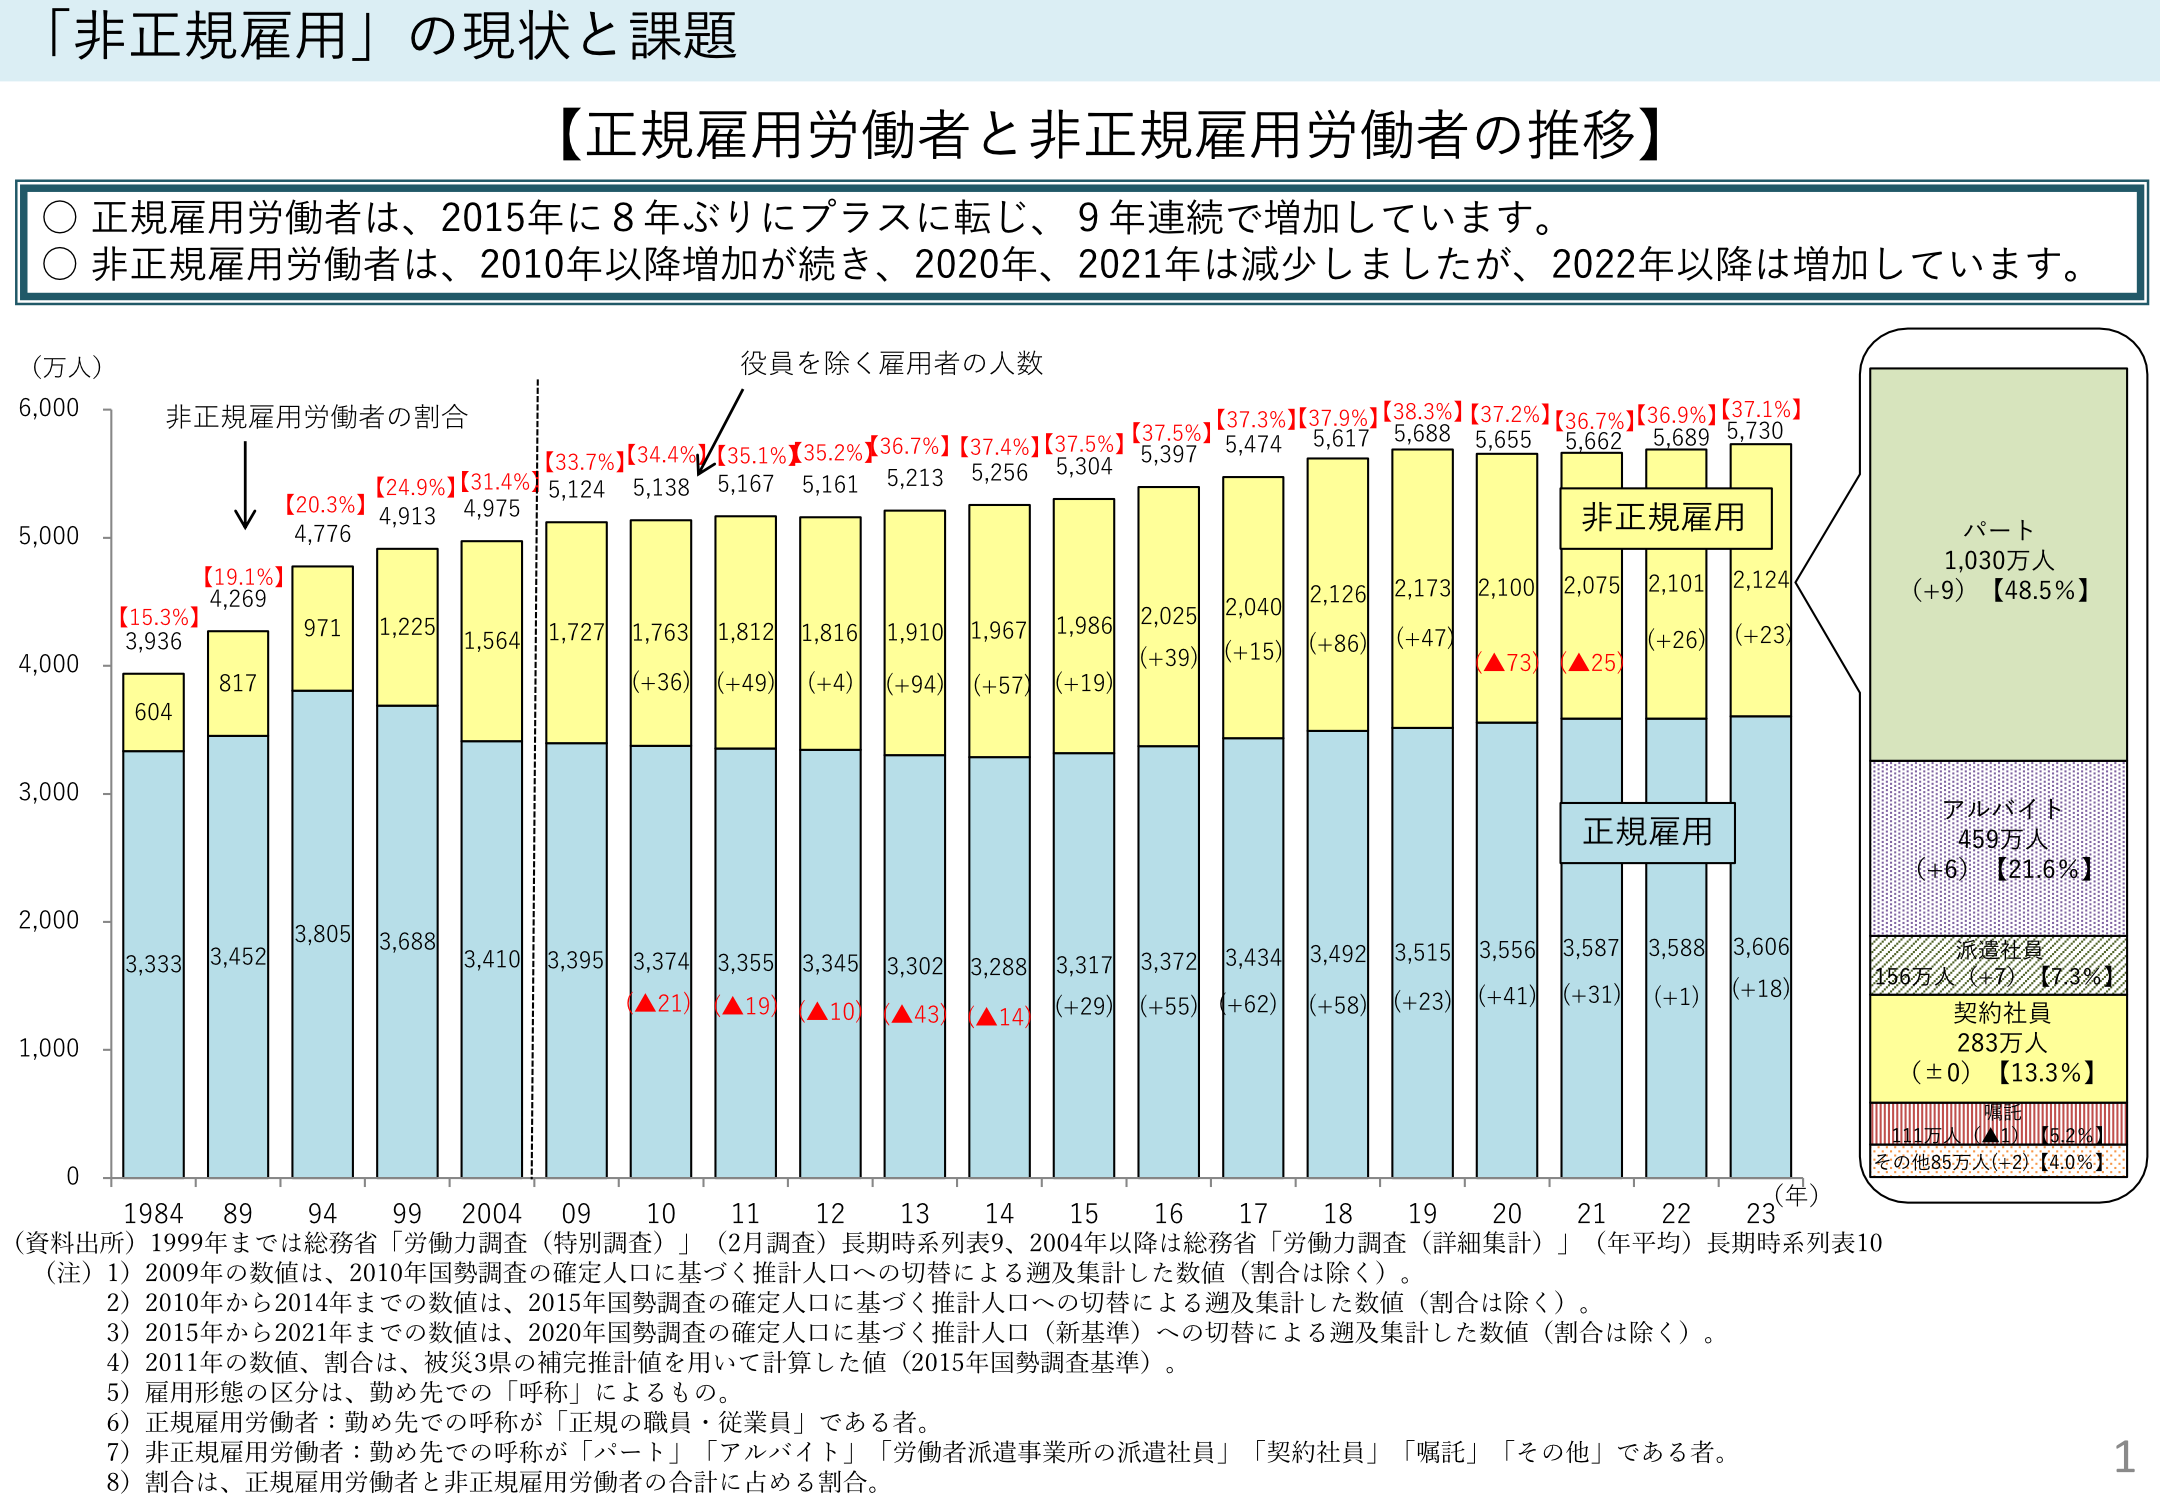 「非正規雇用」の現状と課題
【正規雇用労働者と非正規雇用労働者の推移】
○ 正規雇用労働者は、2015年に８年ぶりにプラスに転じ、９年連続で増加しています。
○ 非正規雇用労働者は、2010年以降増加が続き、2020年、2021年は減少しましたが、2022年以降は増加しています。
（万人）
役員を除く雇用者の人数
非正規雇用労働者の割合
6,000
5,000
4,000
3,000
2,000
1,000
0
【15.3%】 【19.1%】 【20.3%】 【24.9%】 【31.4%】 【33.7%】 【34.4%】 【35.1%】 【35.2%】 【36.7%】 【37.4%】 【37.5%】 【37.5%】 【37.3%】 【37.9%】 【38.3%】 【37.2%】 【36.7%】 【36.9%】 【37.1%】
3,936 4,269 4,776 4,913 4,975 5,124 5,138 5,167 5,161 5,213 5,256 5,304 5,397 5,474 5,617 5,688 5,655 5,662 5,689 5,730
非正規雇用
604 817 971 1,225 1,564 1,727 1,763 1,812 1,816 1,910 1,967 1,986 2,025 2,040 2,126 2,173 2,100 2,075 2,101 2,124
(+36) (+49) (+4) (+94) (+57) (+19) (+39) (+15) (+86) (+47) (▲73) (▲25) (+26) (+23)
正規雇用
3,333 3,452 3,805 3,688 3,410 3,395 3,374 3,355 3,345 3,302 3,288 3,317 3,372 3,434 3,492 3,515 3,556 3,587 3,588 3,606
(▲21) (▲19) (▲10) (▲43) (▲14) (+29) (+55) (+62) (+58) (+23) (+41) (+31) (+1) (+18)
1984 89 94 99 2004 09 10 11 12 13 14 15 16 17 18 19 20 21 22 23
（年）
パート
1,030万人
（+9）【48.5%】
アルバイト
459万人
（+6）【21.6%】
派遣社員
156万人（+7）【7.3%】
契約社員
283万人
（±0）【13.3%】
嘱託
111万人（▲1）【5.2%】
その他85万人(+2)【4.0%】
（資料出所）1999年までは総務省「労働力調査（特別調査）」（2月調査）長期時系列表9、2004年以降は総務省「労働力調査（詳細集計）」（年平均）長期時系列表10
（注）1）2009年の数値は、2010年国勢調査の確定人口に基づく推計人口への切替による遡及集計した数値（割合は除く）。
2）2010年から2014年までの数値は、2015年国勢調査の確定人口に基づく推計人口への切替による遡及集計した数値（割合は除く）。
3）2015年から2021年までの数値は、2020年国勢調査の確定人口に基づく推計人口（新基準）への切替による遡及集計した数値（割合は除く）。
4）2011年の数値、割合は、被災3県の補完推計値を用いて計算した値（2015年国勢調査基準）。
5）雇用形態の区分は、勤め先での「呼称」によるもの。
6）正規雇用労働者：勤め先での呼称が「正規の職員・従業員」である者。
7）非正規雇用労働者：勤め先での呼称が「パート」「アルバイト」「労働者派遣事業所の派遣社員」「契約社員」「嘱託」「その他」である者。
8）割合は、正規雇用労働者と非正規雇用労働者の合計に占める割合。
1